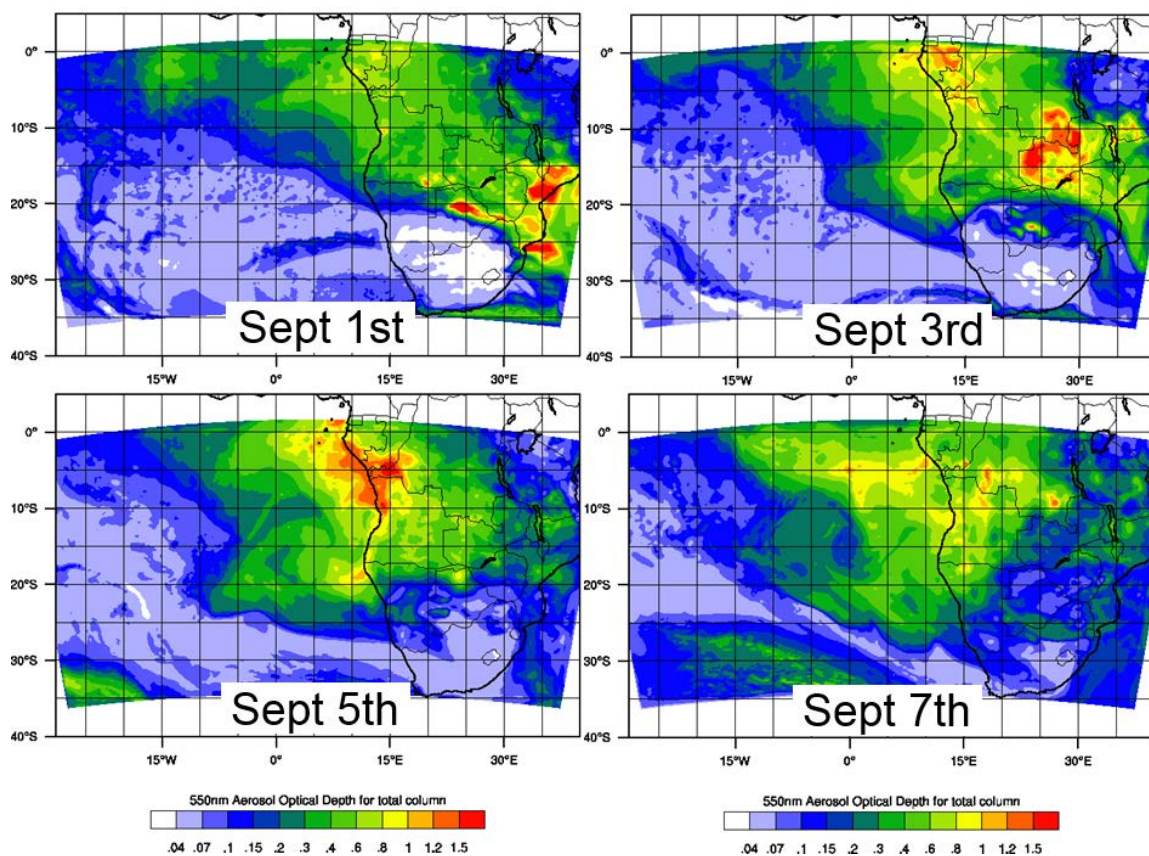 0°
10°S
20°S
30°S
40°S
15°W 0° 15°E 30°E
Sept 1st
0°
10°S
20°S
30°S
40°S
15°W 0° 15°E 30°E
Sept 3rd
0°
10°S
20°S
30°S
40°S
15°W 0° 15°E 30°E
Sept 5th
0°
10°S
20°S
30°S
40°S
15°W 0° 15°E 30°E
Sept 7th
550nm Aerosol Optical Depth for total column
.04 .07 .1 .15 .2 .3 .4 .6 .8 1 1.2 1.5
550nm Aerosol Optical Depth for total column
.04 .07 .1 .15 .2 .3 .4 .6 .8 1 1.2 1.5